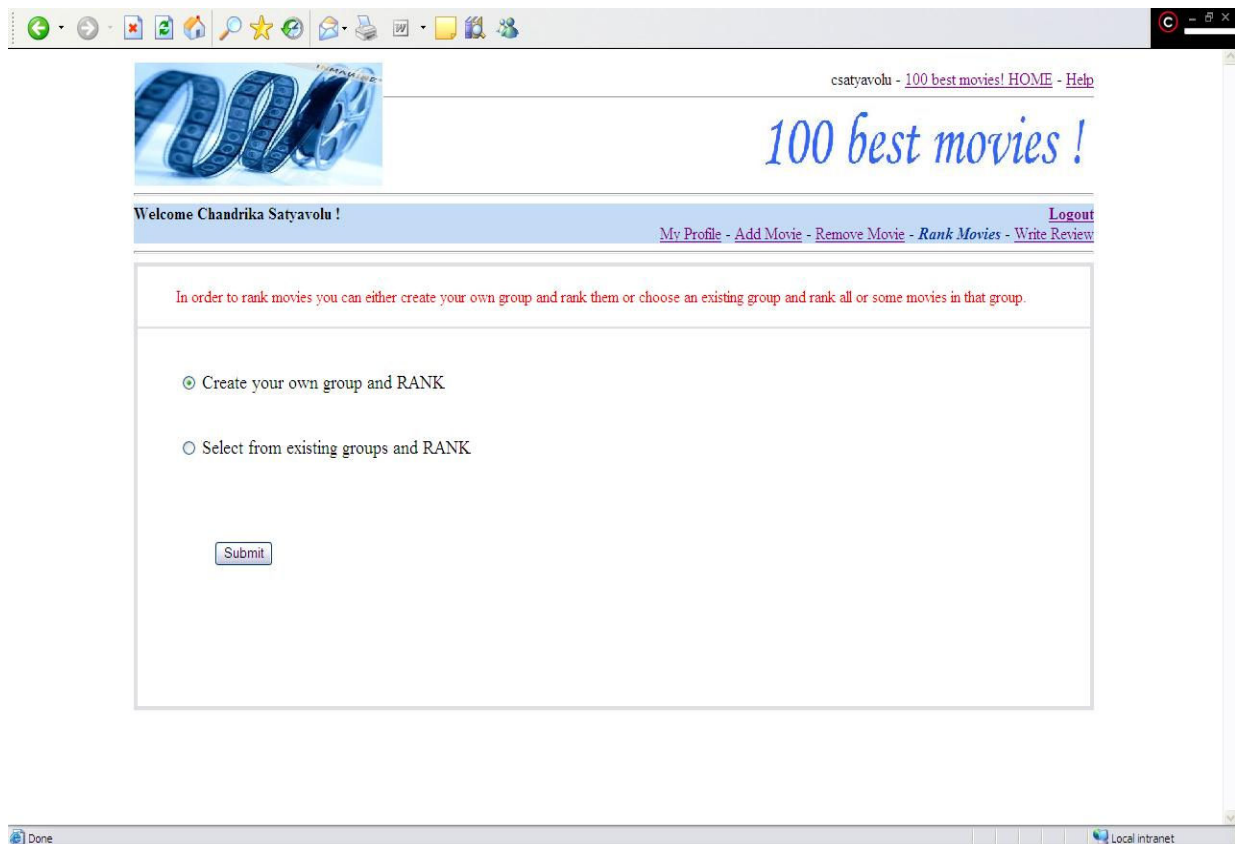 csatyavolu - 100 best movies! HOME - Help
100 best movies !
Welcome Chandrika Satyavolu !
Logout
My Profile - Add Movie - Remove Movie - Rank Movies - Write Review
In order to rank movies you can either create your own group and rank them or choose an existing group and rank all or some movies in that group.
Create your own group and RANK
Select from existing groups and RANK
Submit
Done
Local intranet